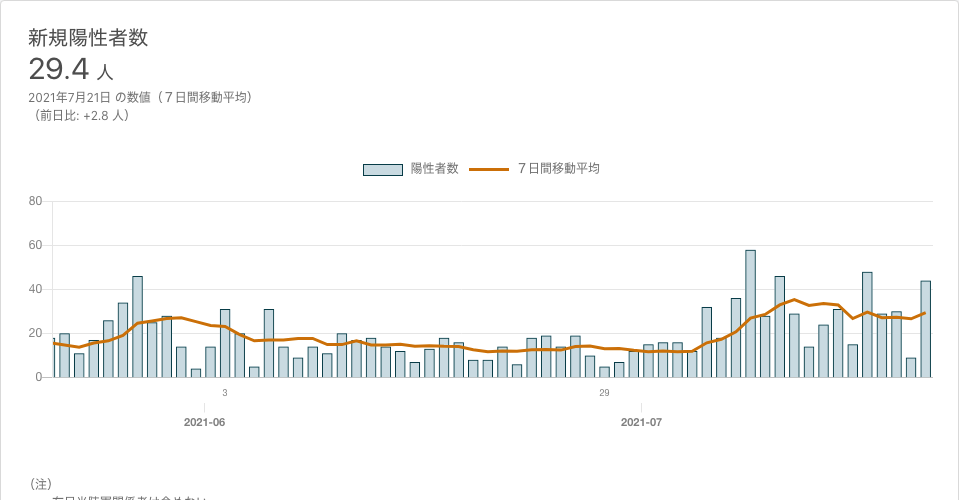 新規陽性者数
29.4 人
2021年7月21日 の数値（７日間移動平均）
（前日比: +2.8 人）
陽性者数 ７日間移動平均
80
60
40
20
0
3 29
2021-06 2021-07
（注）